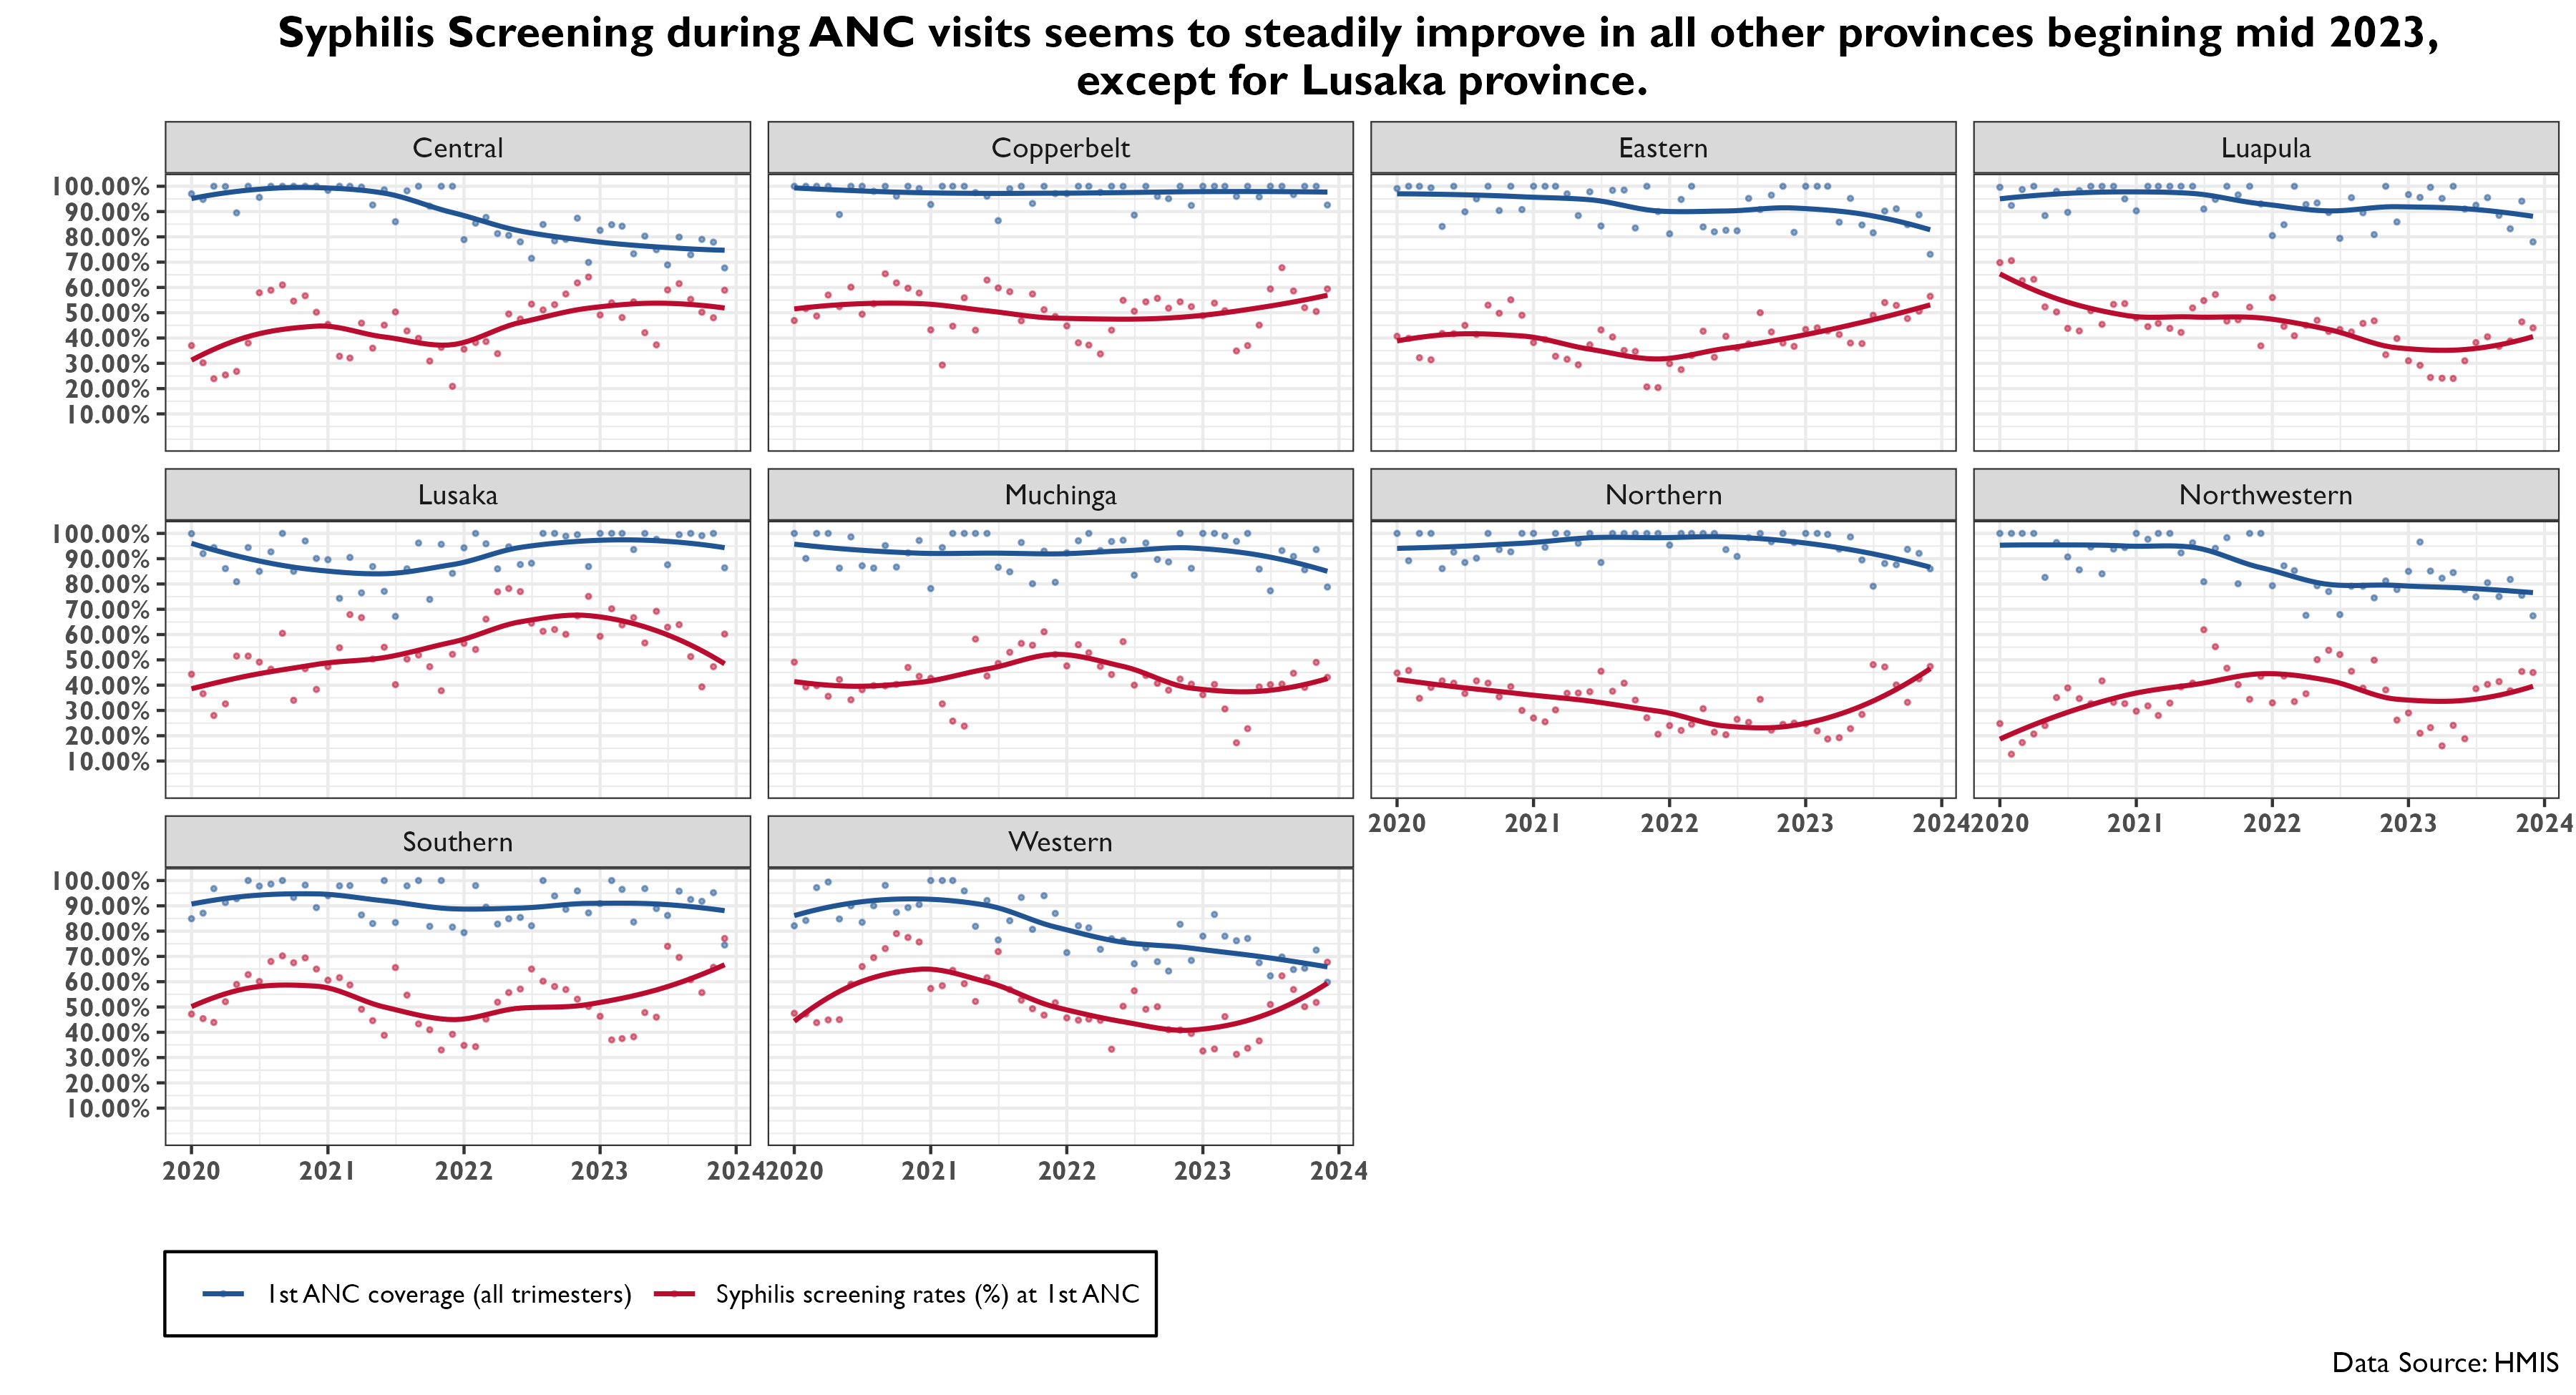 Syphilis Screening during ANC visits seems to steadily improve in all other provinces begining mid 2023,
except for Lusaka province.
Central
Copperbelt
Eastern
Luapula
100.00%
90.00%
80.00%
70.00%
60.00%
50.00%
40.00%
30.00%
20.00%
10.00%
Lusaka
Muchinga
Northern
Northwestern
100.00%
90.00%
80.00%
70.00%
60.00%
50.00%
40.00%
30.00%
20.00%
10.00%
2020 2021 2022 2023 2024
2020 2021 2022 2023 2024
Southern
Western
100.00%
90.00%
80.00%
70.00%
60.00%
50.00%
40.00%
30.00%
20.00%
10.00%
2020 2021 2022 2023 2024
2020 2021 2022 2023 2024
1st ANC coverage (all trimesters)
Syphilis screening rates (%) at 1st ANC
Data Source: HMIS